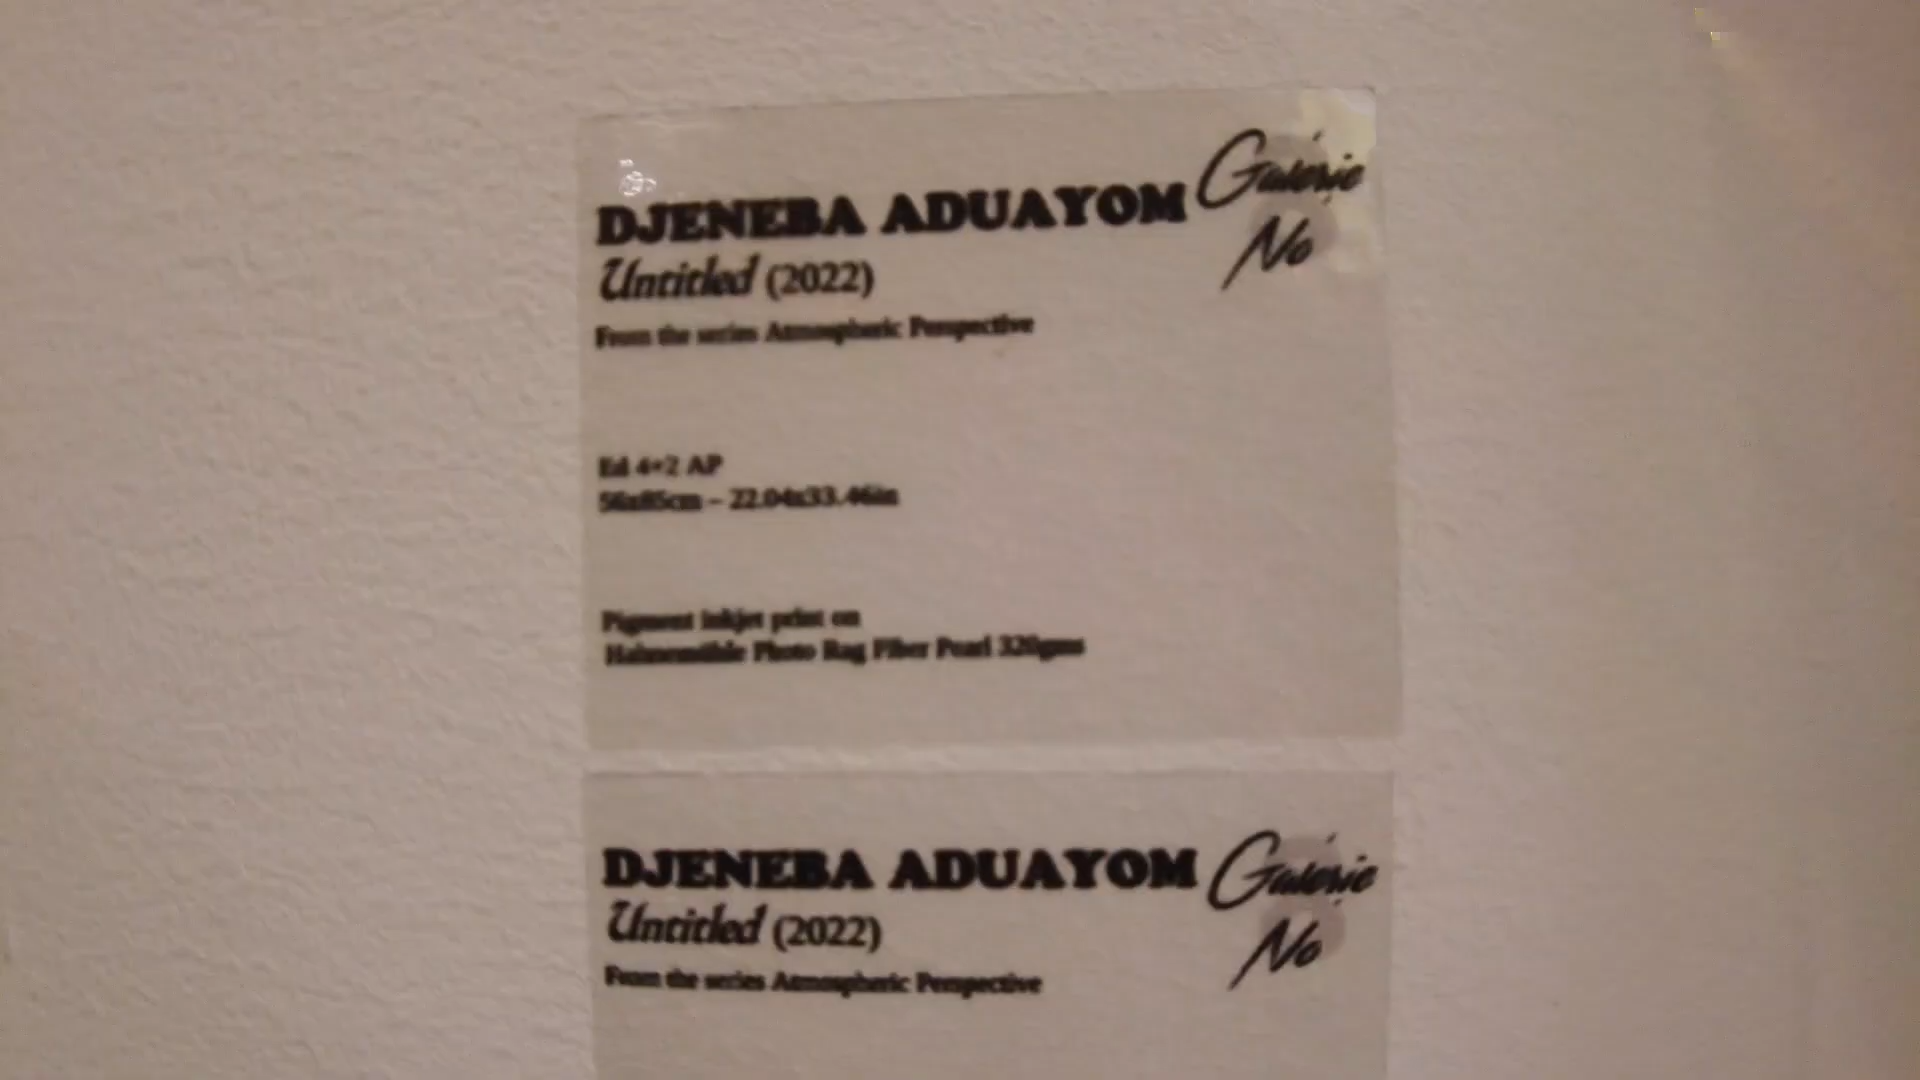 DJENEBA ADUAYOM
Galerie
No
Untitled (2022)
From the series Atmospheric Perspective
Ed 4+2 AP
56x85cm – 22.04x33.46in
Pigment inkjet print on
Hahnemühle Photo Rag Fiber Pearl 320gms
DJENEBA ADUAYOM
Galerie
No
Untitled (2022)
From the series Atmospheric Perspective